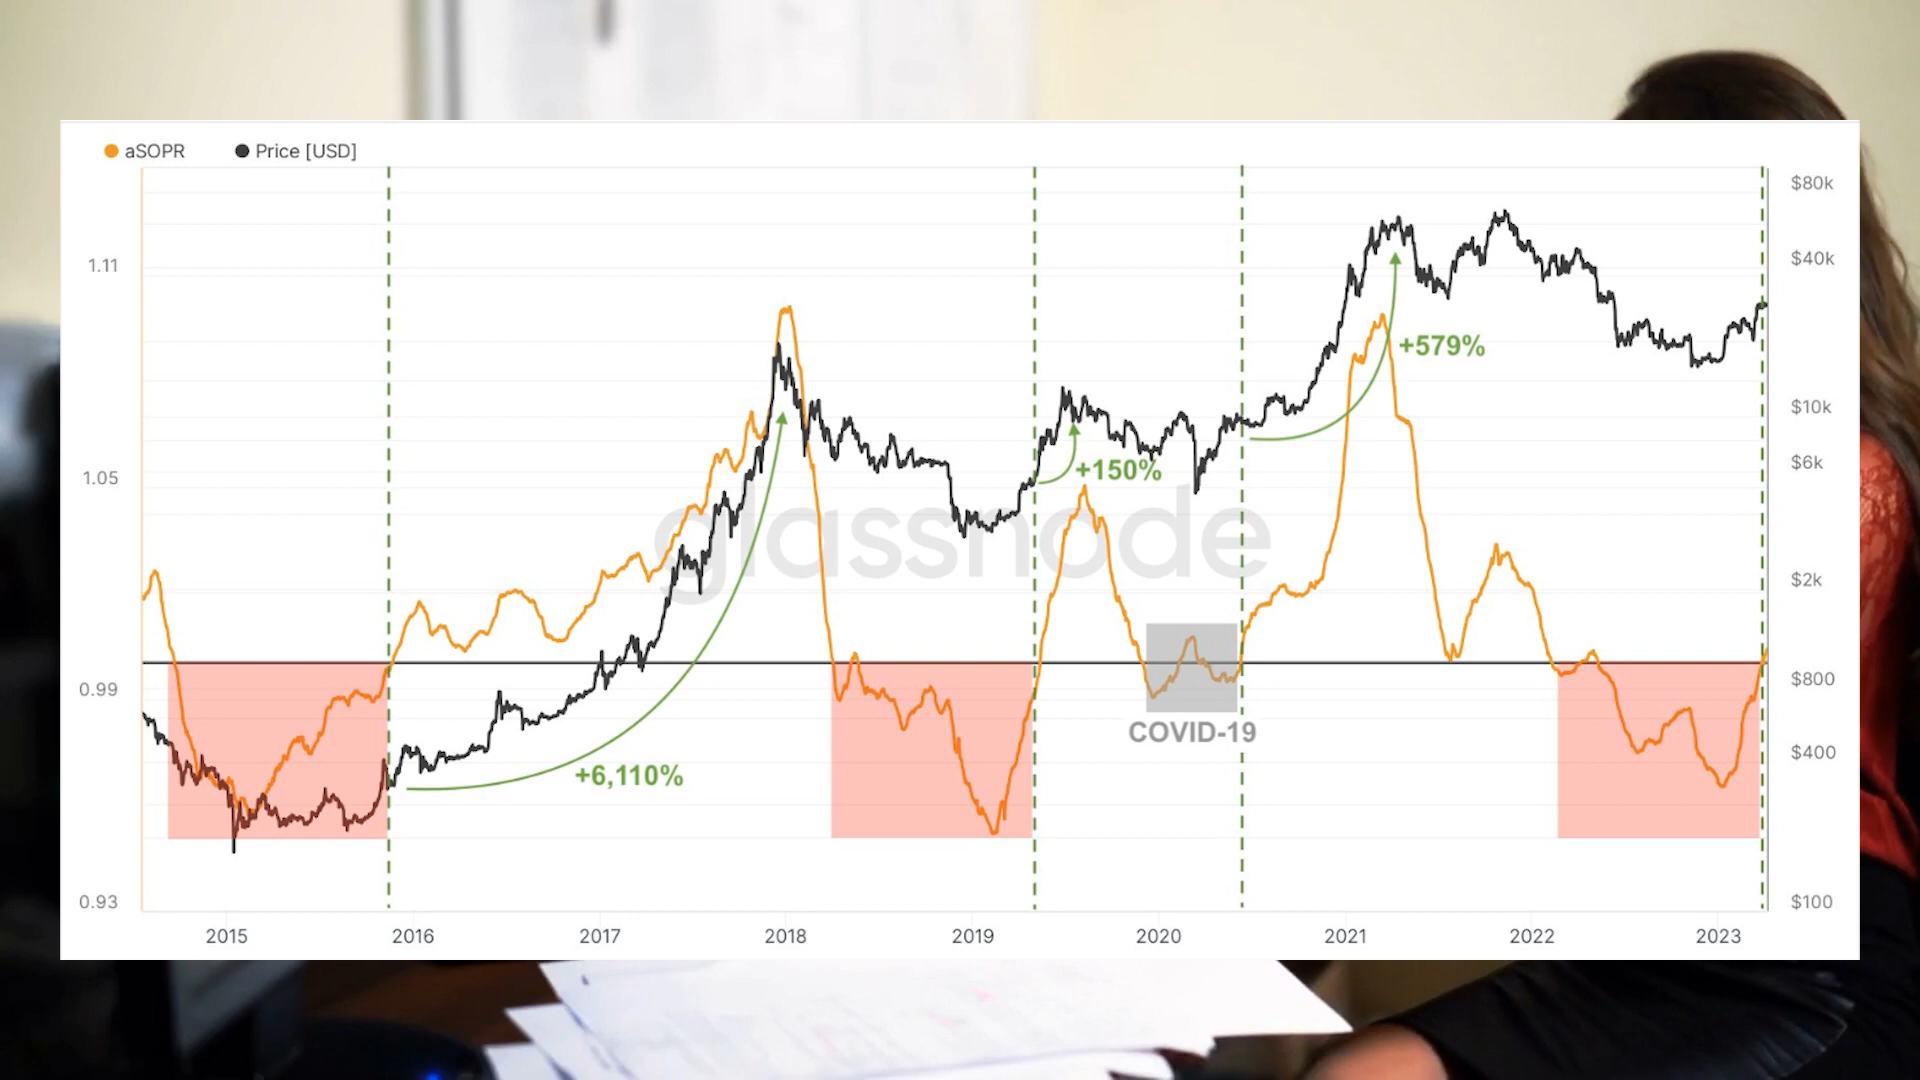 aSOPR
Price [USD]
1.11
1.05
0.99
0.93
$80k
$40k
$10k
$6k
$2k
$800
$400
$100
+579%
+150%
glassnode
COVID-19
+6,110%
2015
2016
2017
2018
2019
2020
2021
2022
2023